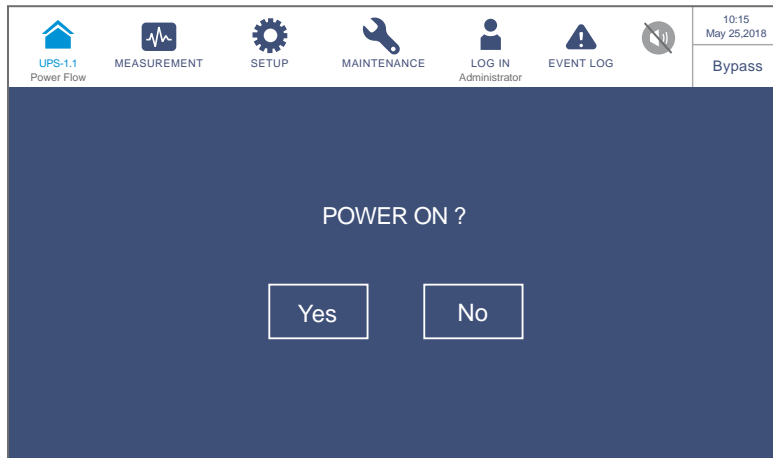 UPS-1.1
Power Flow
MEASUREMENT
SETUP
MAINTENANCE
LOG IN
Administrator
EVENT LOG
10:15
May 25,2018
Bypass
POWER ON ?
Yes
No